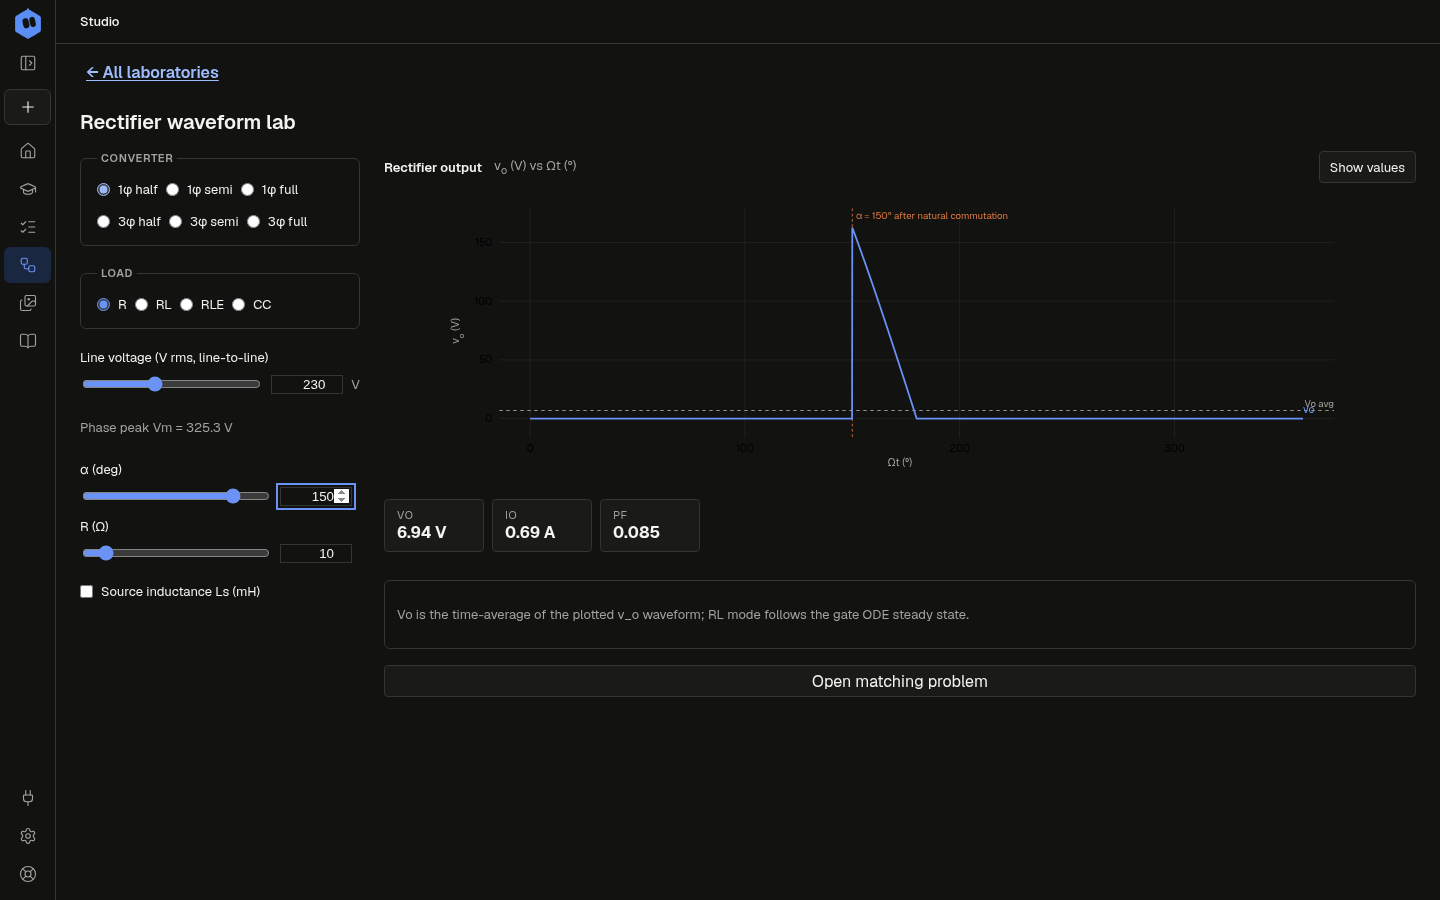 Studio
← All laboratories
Rectifier waveform lab
CONVERTER
1φ half 1φ semi 1φ full
3φ half 3φ semi 3φ full
LOAD
R RL RLE CC
Line voltage (V rms, line-to-line)
230 V
Phase peak Vm = 325.3 V
α (deg)
150
R (Ω)
10
Source inductance Ls (mH)
Rectifier output vo (V) vs Ωt (°)
Show values
α = 150° after natural commutation
150
100
50
0
vo (V)
Vo avg
vo
0 100 200 300
Ωt (°)
VO
6.94 V
IO
0.69 A
PF
0.085
Vo is the time-average of the plotted v_o waveform; RL mode follows the gate ODE steady state.
Open matching problem